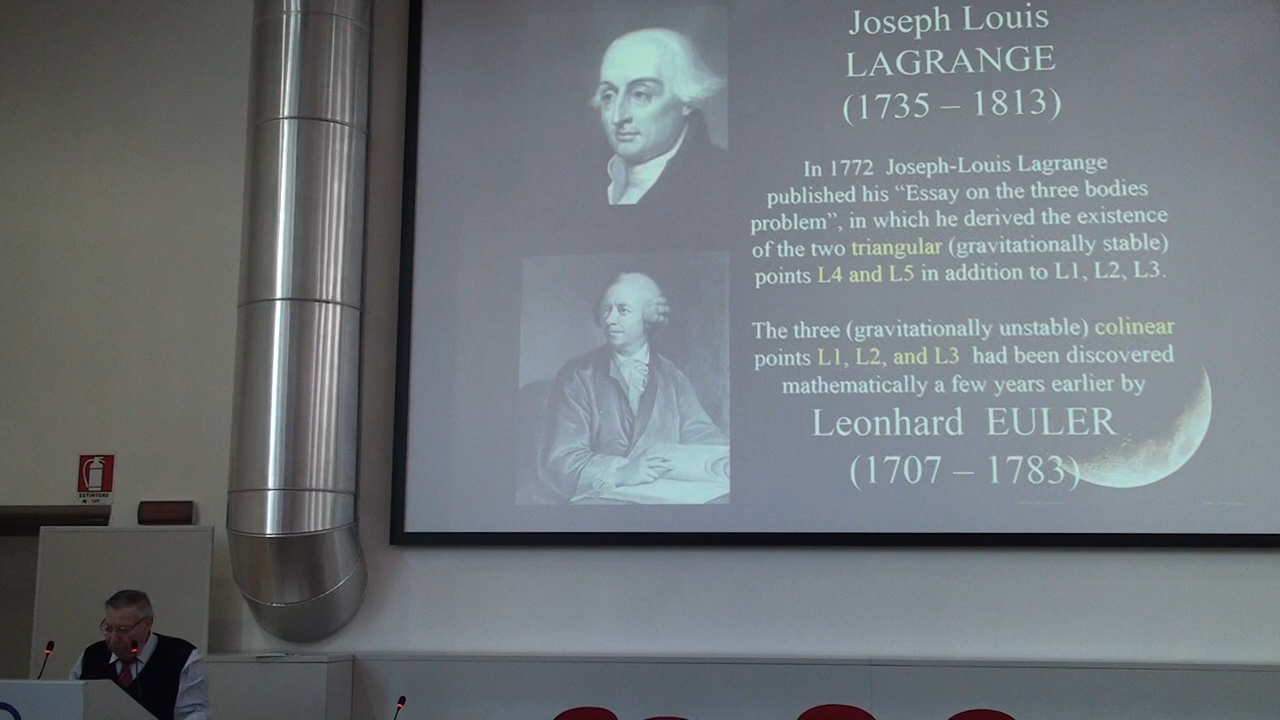 Joseph Louis
LAGRANGE
(1735 – 1813)
In 1772 Joseph-Louis Lagrange
published his “Essay on the three bodies
problem”, in which he derived the existence
of the two triangular (gravitationally stable)
points L4 and L5 in addition to L1, L2, L3.
The three (gravitationally unstable) colinear
points L1, L2, and L3 had been discovered
mathematically a few years earlier by
Leonhard EULER
(1707 – 1783)
ESTINTORE